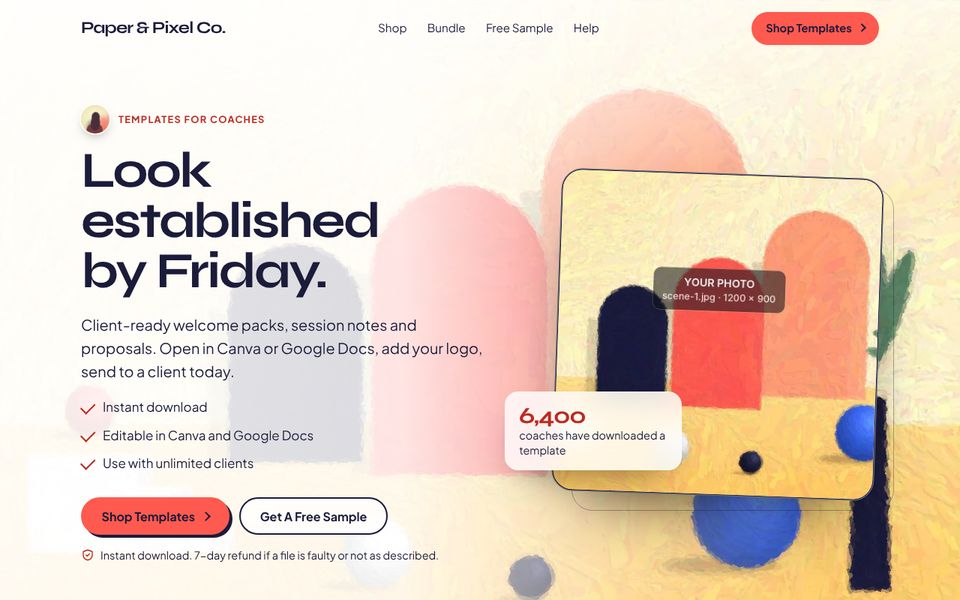 Paper & Pixel Co.
Shop Bundle Free Sample Help
Shop Templates
TEMPLATES FOR COACHES
Look
established
by Friday.
Client-ready welcome packs, session notes and
proposals. Open in Canva or Google Docs, add your logo,
send to a client today.
Instant download
Editable in Canva and Google Docs
Use with unlimited clients
Shop Templates
Get A Free Sample
Instant download. 7-day refund if a file is faulty or not as described.
YOUR PHOTO
scene-1.jpg · 1200 × 900
6,400
coaches have downloaded a
template